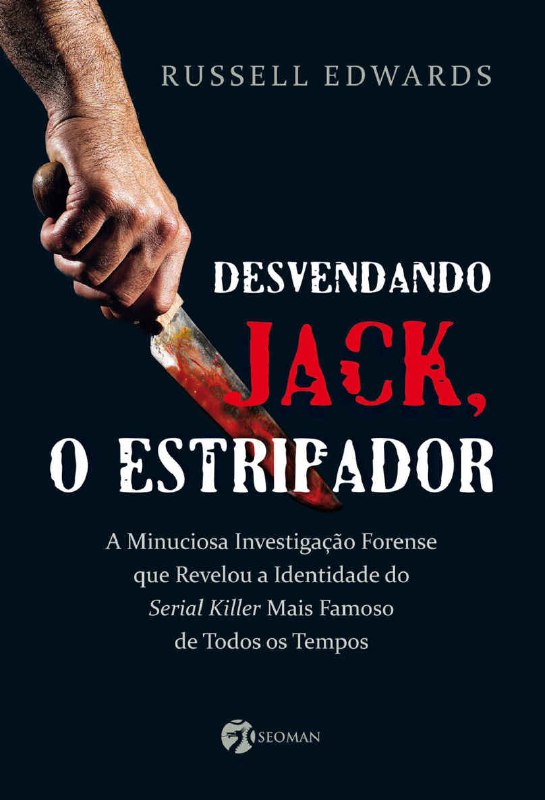 RUSSELL EDWARDS
DESVENDANDO
JACK,
O ESTRIPADOR
A Minuciosa Investigação Forense
que Revelou a Identidade do
Serial Killer Mais Famoso
de Todos os Tempos
SEOMAN